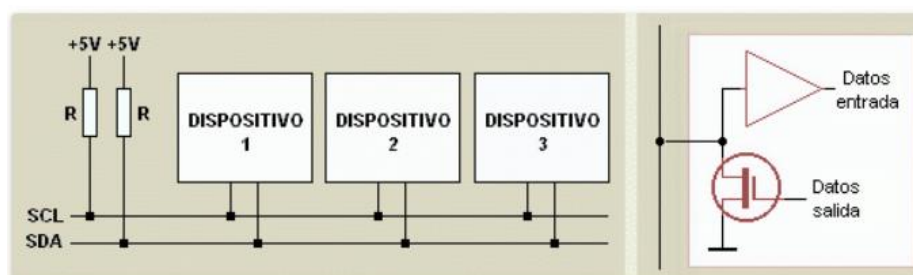 +5V +5V
R R
DISPOSITIVO
1
DISPOSITIVO
2
DISPOSITIVO
3
SCL
SDA
Datos
entrada
Datos
salida